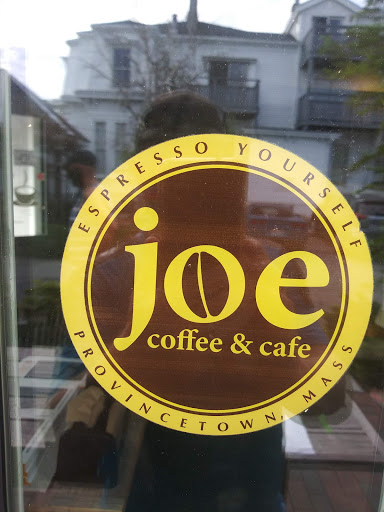 ESPRESSO YOURSELF
joe
coffee & cafe
PROVINCETOWN, MASS